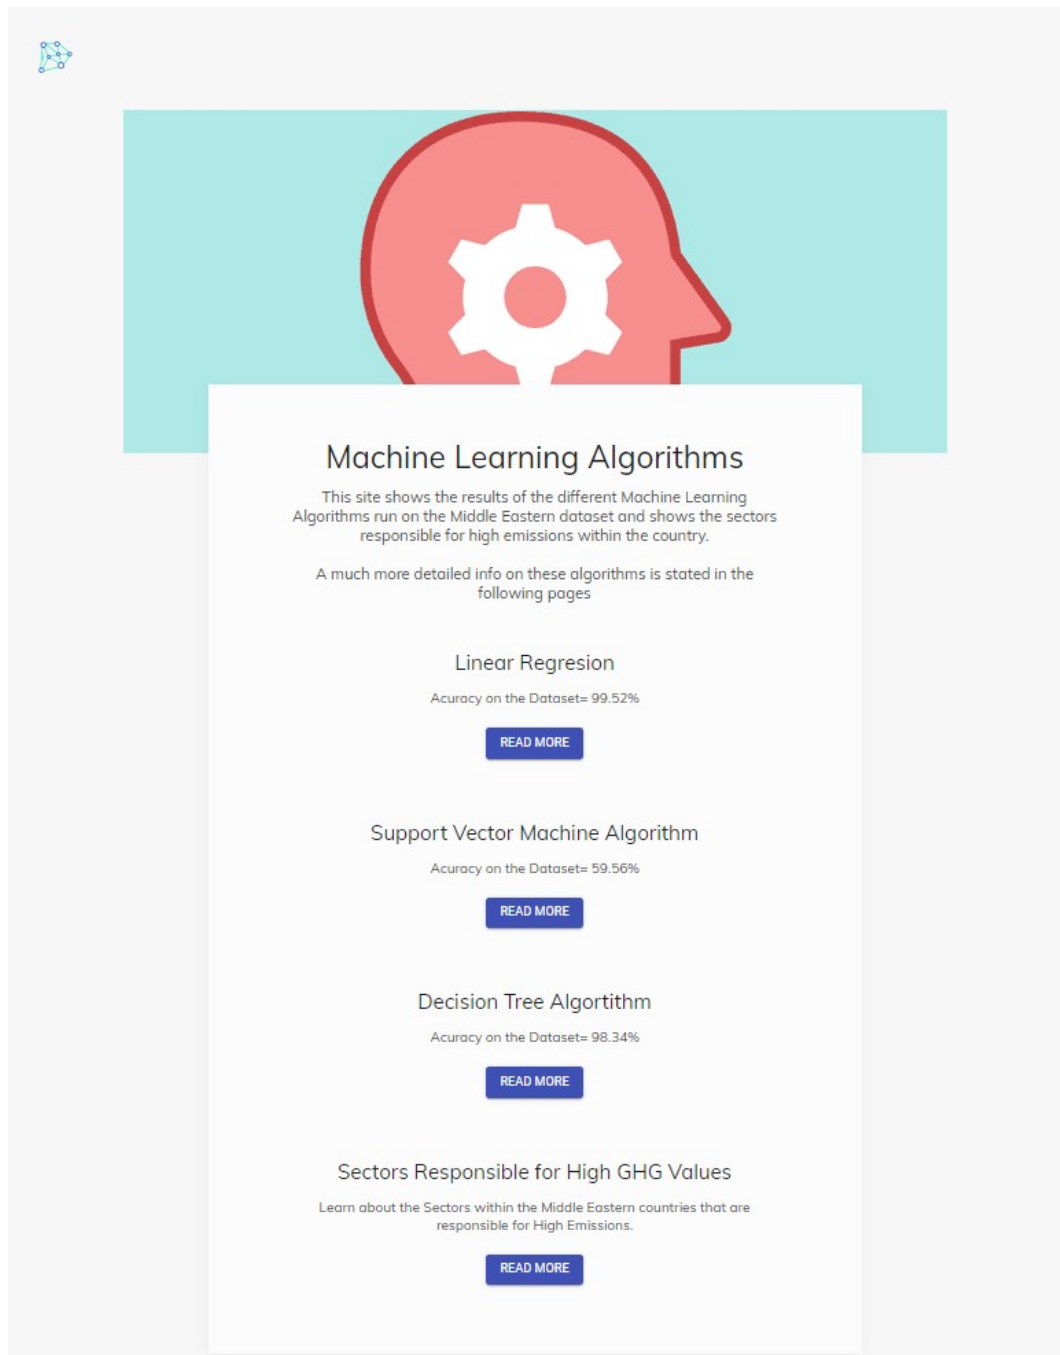 Machine Learning Algorithms
This site shows the results of the different Machine Learning
Algorithms run on the Middle Eastern dataset and shows the sectors
responsible for high emissions within the country.
A much more detailed info on these algorithms is stated in the
following pages
Linear Regresion
Acuracy on the Dataset= 99.52%
READ MORE
Support Vector Machine Algorithm
Acuracy on the Dataset= 59.56%
READ MORE
Decision Tree Algortithm
Acuracy on the Dataset= 98.34%
READ MORE
Sectors Responsible for High GHG Values
Learn about the Sectors within the Middle Eastern countries that are
responsible for High Emissions.
READ MORE